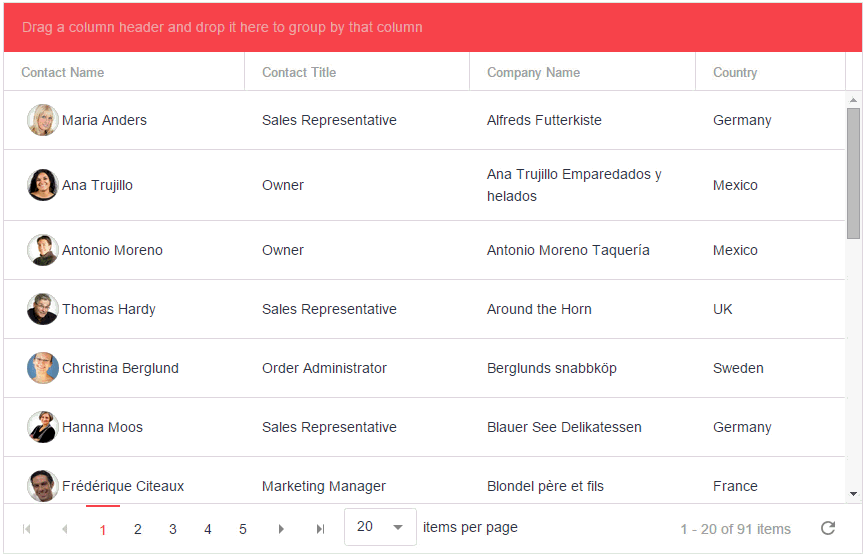 Drag a column header and drop it here to group by that column
Contact Name Contact Title Company Name Country
Maria Anders Sales Representative Alfreds Futterkiste Germany
Ana Trujillo Owner Ana Trujillo Emparedados y helados Mexico
Antonio Moreno Owner Antonio Moreno Taquería Mexico
Thomas Hardy Sales Representative Around the Horn UK
Christina Berglund Order Administrator Berglunds snabbköp Sweden
Hanna Moos Sales Representative Blauer See Delikatessen Germany
Frédérique Citeaux Marketing Manager Blondel père et fils France
1 2 3 4 5 20 items per page 1 - 20 of 91 items